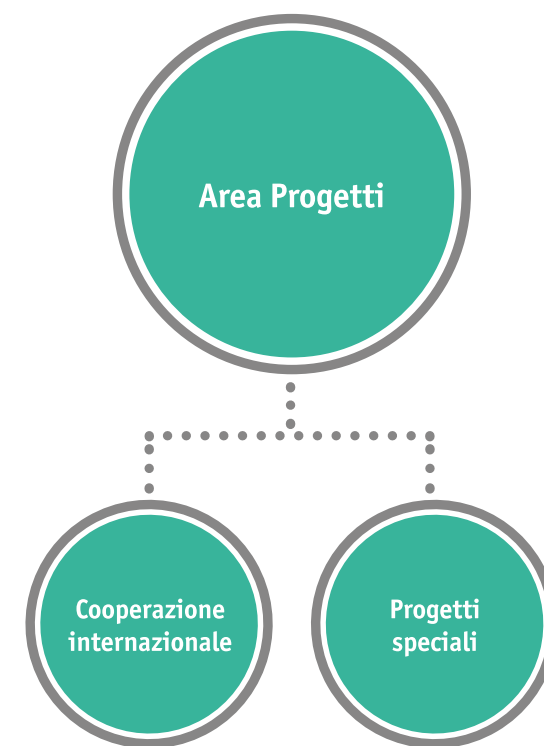 Area Progetti
Cooperazione
internazionale
Progetti
speciali